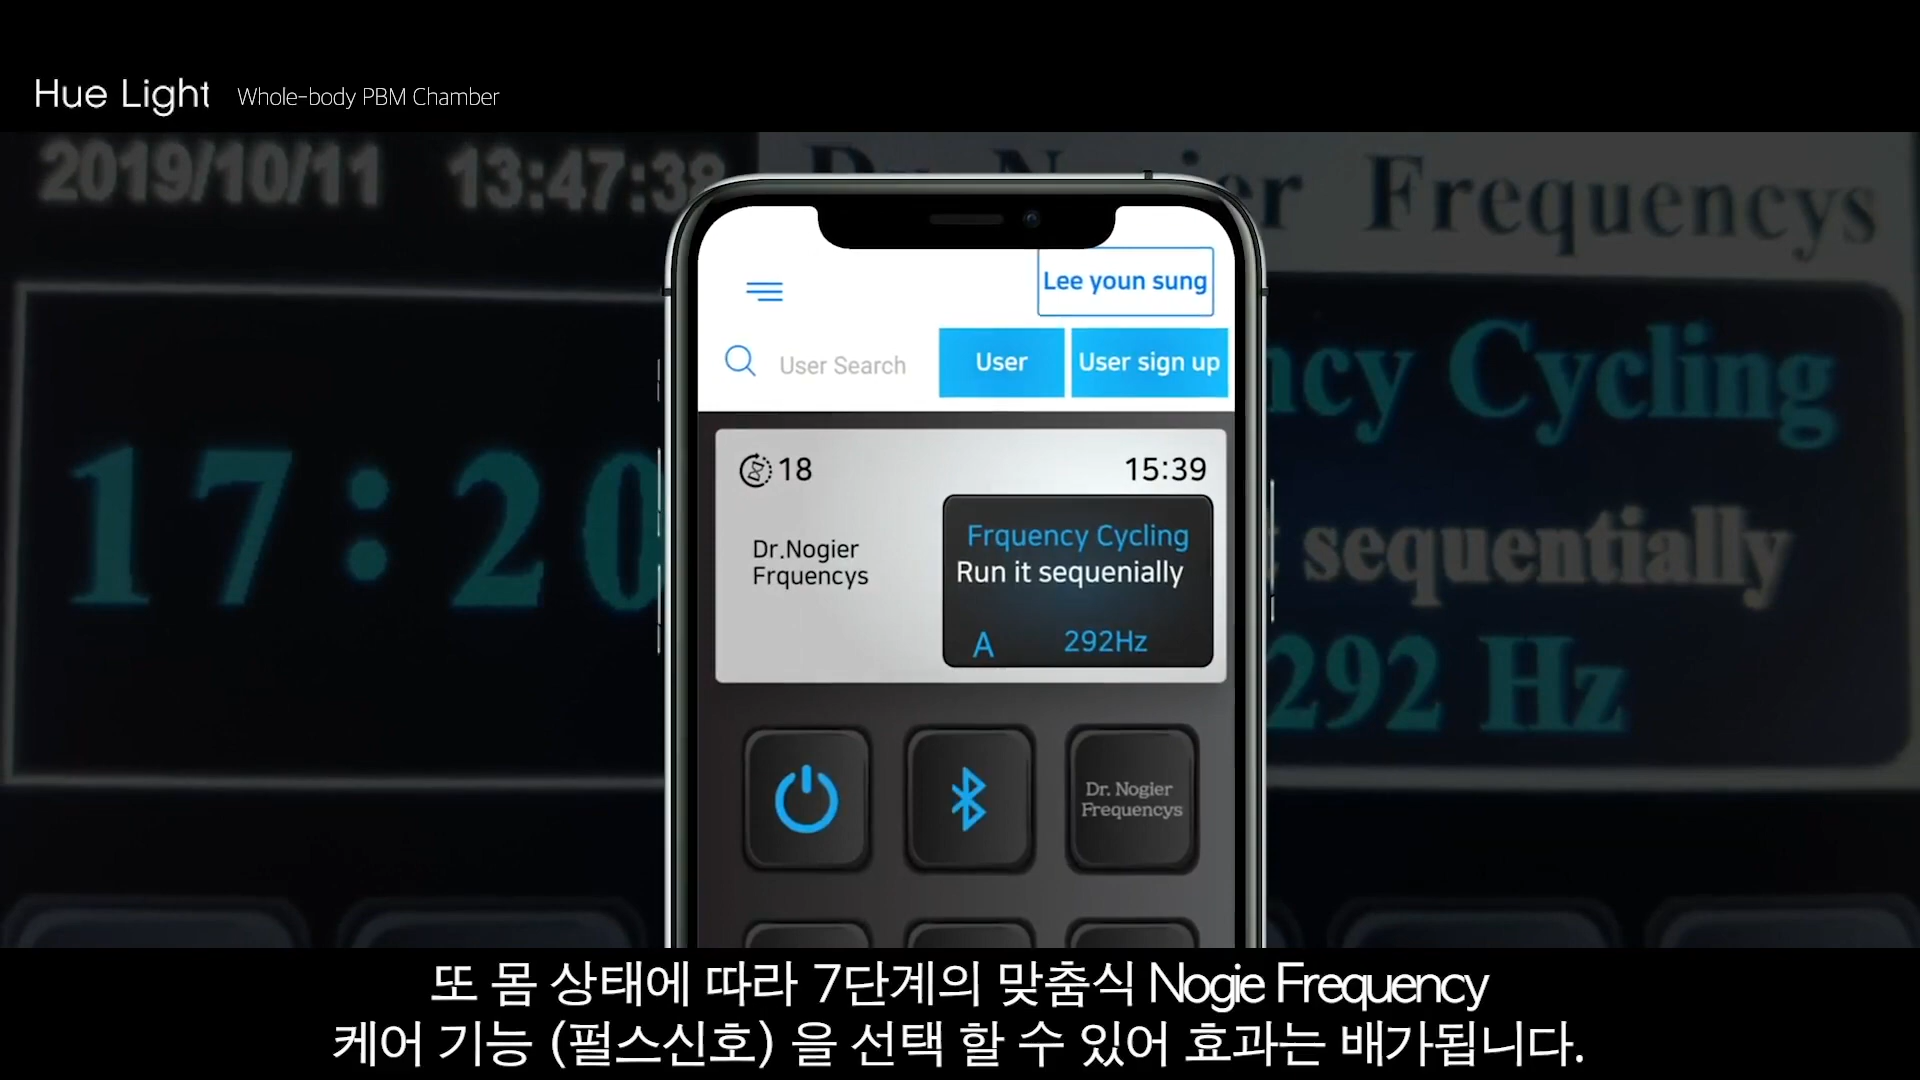 Hue Light Whole-body PBM Chamber
2019/10/11 13:47:38 Dr. Nogier Frequencys
Lee youn sung
User Search User User sign up
18 15:39
Dr.Nogier
Frquencys
Frquency Cycling
Run it sequenially
A 292Hz
17:20
ncy Cycling
sequentially
292 Hz
Dr. Nogier
Frequencys
또 몸 상태에 따라 7단계의 맞춤식 Nogie Frequency
케어 기능 (펄스신호) 을 선택 할 수 있어 효과는 배가됩니다.